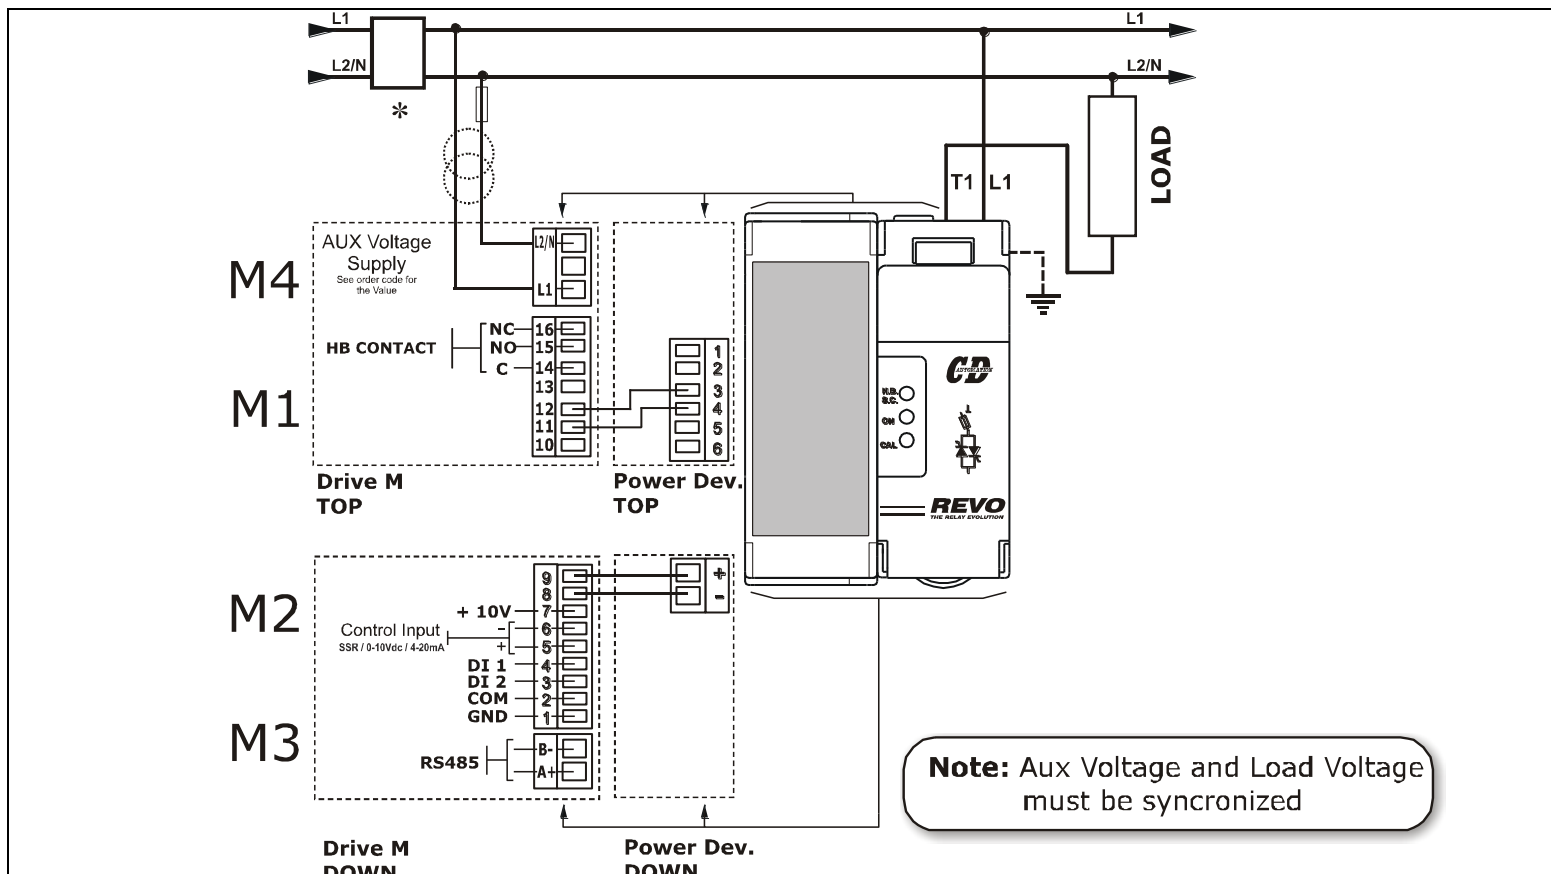 L1
L1
L2/N
L2/N
*
LOAD
T1
L1
M4
AUX Voltage
Supply
See order code for
the Value
L2/N
L1
HB CONTACT
NC
NO
C
16
15
14
13
12
11
10
1
2
3
4
5
6
M1
Drive M
TOP
Power Dev.
TOP
CD
AUTOMATION
H.B.
S.C.
ON
CAL
REVO
THE RELAY EVOLUTION
M2
Control Input
SSR / 0-10Vdc / 4-20mA
+ 10V
-
+
DI 1
DI 2
COM
GND
9
8
7
6
5
4
3
2
1
+
-
M3
RS485
B-
A+
Note: Aux Voltage and Load Voltage
must be syncronized
Drive M
DOWN
Power Dev.
DOWN